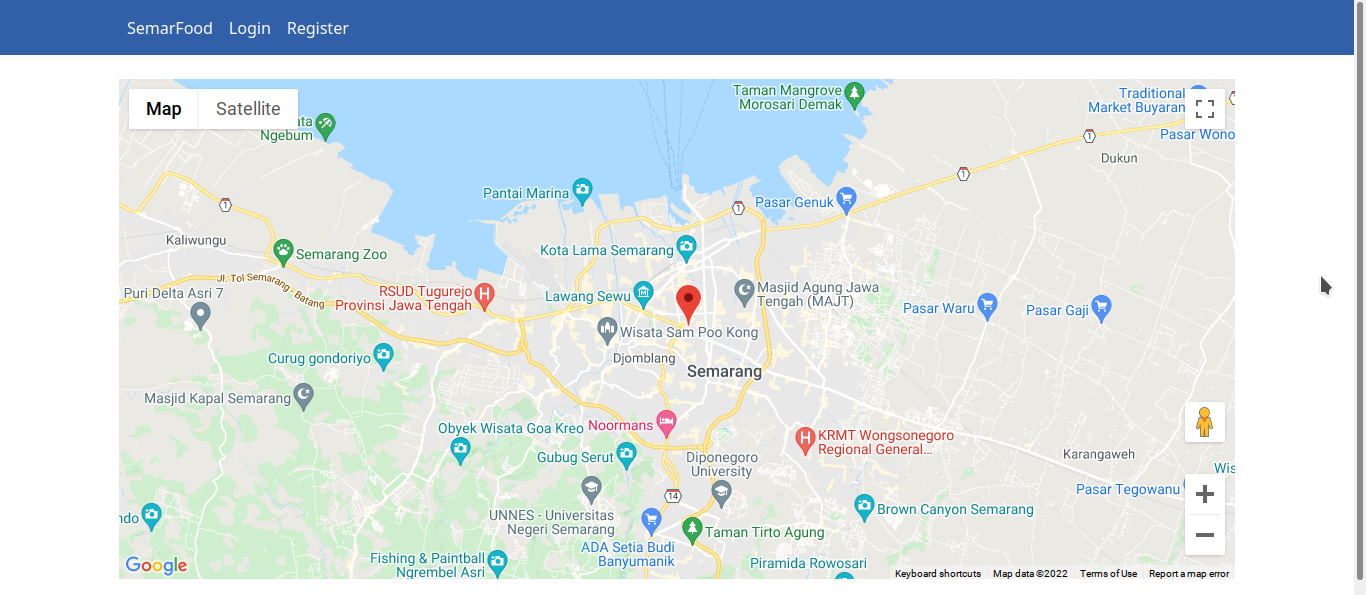 SemarFood Login Register
Map Satellite
Taman Mangrove
Morosari Demak
Traditional
Market Buyaran
Ngebum
Pasar Wono
Dukun
1
1
1
1
Pantai Marina
Pasar Genuk
Kaliwungu
Semarang Zoo
Kota Lama Semarang
Jl. Tol Semarang - Batang
Puri Delta Asri 7
RSUD Tugurejo
Provinsi Jawa Tengah
Lawang Sewu
Masjid Agung Jawa
Tengah (MAJT)
Pasar Waru
Pasar Gaji
Wisata Sam Poo Kong
Curug gondoriyo
Djomblang
Semarang
Masjid Kapal Semarang
Obyek Wisata Goa Kreo
Noormans
KRMT Wongsonegoro
Regional General...
Gubug Serut
Diponegoro
University
Karangaweh
Wis
14
Pasar Tegowanu
UNNES - Universitas
Negeri Semarang
Brown Canyon Semarang
ndo
Taman Tirto Agung
ADA Setia Budi
Banyumanik
Fishing & Paintball
Ngrembel Asri
Piramida Rowosari
Google
Keyboard shortcuts Map data ©2022 Terms of Use Report a map error